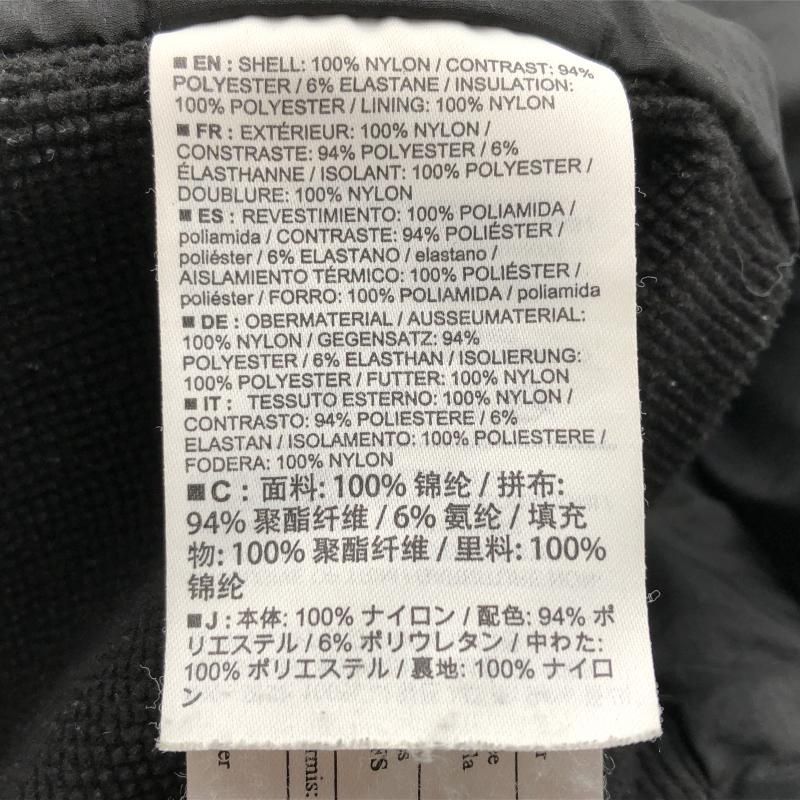 ■ EN : SHELL: 100% NYLON / CONTRAST: 94%
POLYESTER / 6% ELASTANE / INSULATION:
100% POLYESTER / LINING: 100% NYLON
■ FR : EXTÉRIEUR: 100% NYLON /
CONSTRASTE: 94% POLYESTER / 6%
ÉLASTHANNE / ISOLANT: 100% POLYESTER /
DOUBLURE: 100% NYLON
■ ES : REVESTIMIENTO: 100% POLIAMIDA /
poliamida / CONTRASTE: 94% POLIÉSTER /
poliéster / 6% ELASTANO / elastano /
AISLAMIENTO TÉRMICO: 100% POLIÉSTER /
poliéster / FORRO: 100% POLIAMIDA / poliamida
■ DE : OBERMATERIAL / AUSSEUMATERIAL:
100% NYLON / GEGENSATZ: 94%
POLYESTER / 6% ELASTHAN / ISOLIERUNG:
100% POLYESTER / FUTTER: 100% NYLON
■ IT : TESSUTO ESTERNO: 100% NYLON /
CONTRASTO: 94% POLIESTERE / 6%
ELASTAN / ISOLAMENTO: 100% POLIESTERE /
FODERA: 100% NYLON
■ C : 面料: 100% 锦纶 / 拼布:
94% 聚酯纤维 / 6% 氨纶 / 填充
物: 100% 聚酯纤维 / 里料: 100%
锦纶
■ J : 本体: 100% ナイロン / 配色: 94% ポ
リエステル / 6% ポリウレタン / 中わた:
100% ポリエステル / 裏地: 100% ナイロ
ン